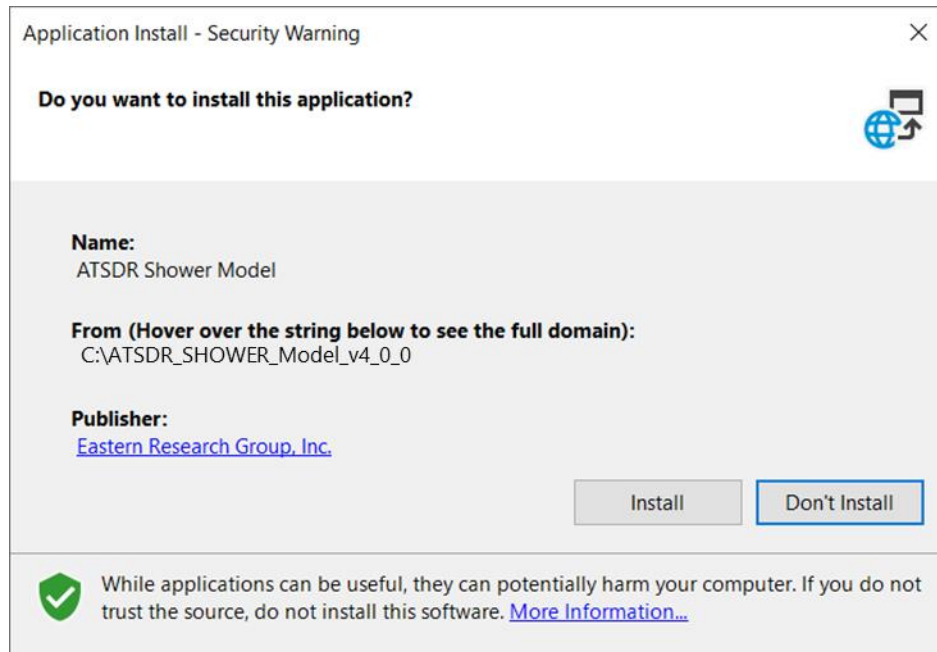 Application Install - Security Warning
Do you want to install this application?
Name:
ATSDR Shower Model
From (Hover over the string below to see the full domain):
C:\ATSDR_SHOWER_Model_v4_0_0
Publisher:
Eastern Research Group, Inc.
Install Don't Install
While applications can be useful, they can potentially harm your computer. If you do not
trust the source, do not install this software. More Information...